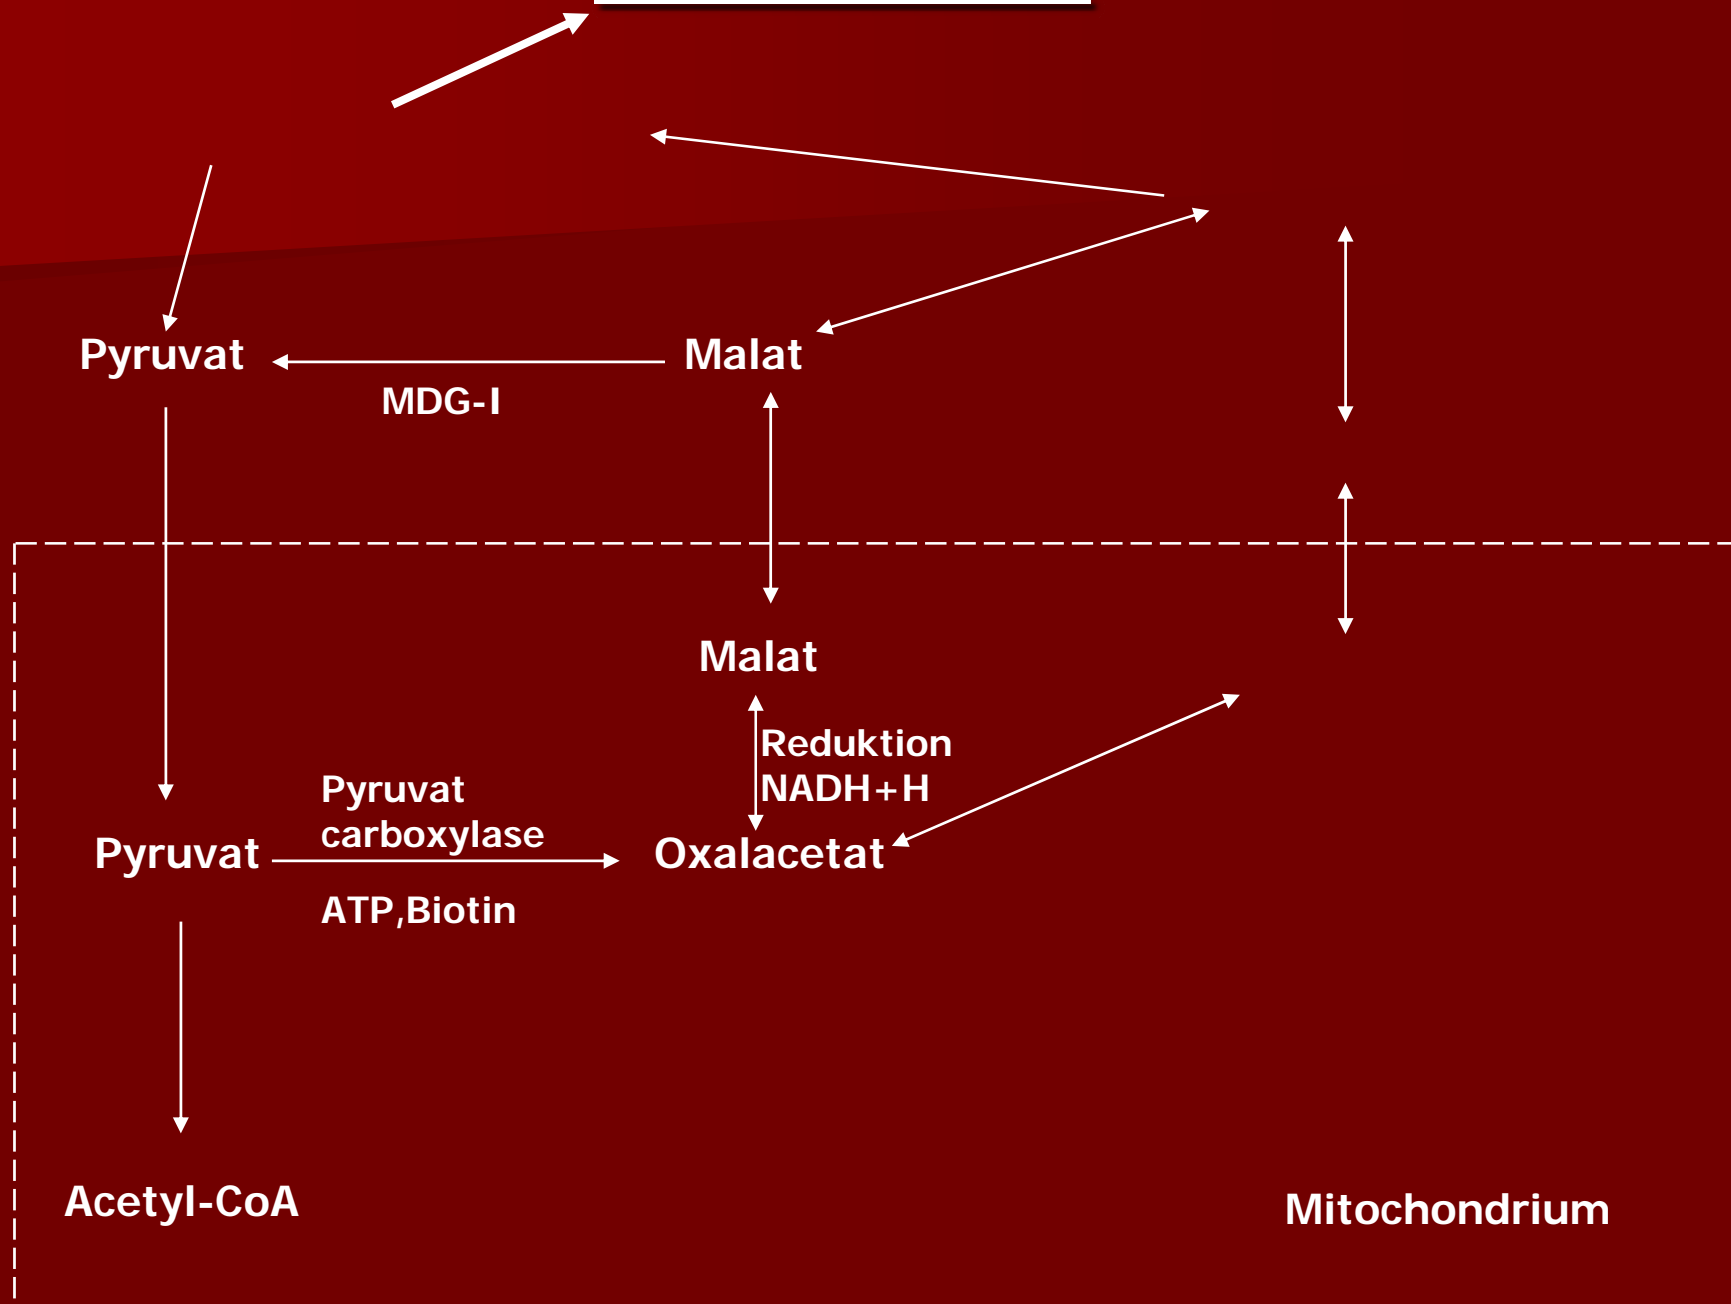 Pyruvat
Malat
MDG-I
Malat
Reduktion
NADH+H
Pyruvat
carboxylase
Pyruvat
Oxalacetat
ATP,Biotin
Acetyl-CoA
Mitochondrium